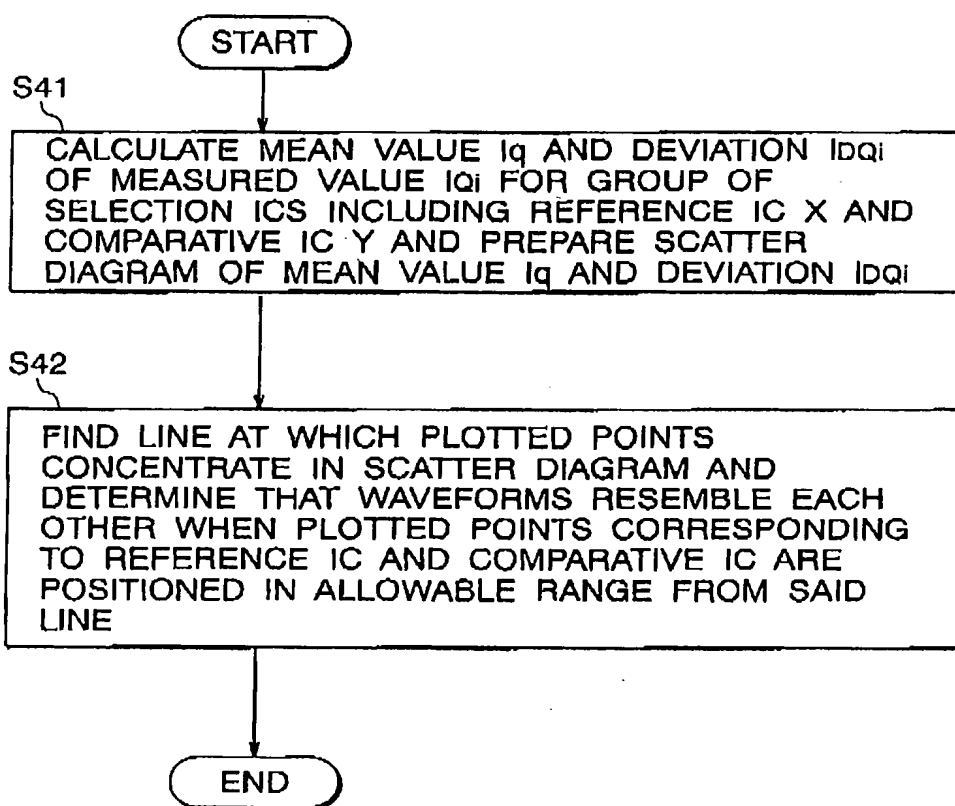 START
S41
CALCULATE MEAN VALUE Iq AND DEVIATION IDQi
OF MEASURED VALUE IQi FOR GROUP OF
SELECTION ICS INCLUDING REFERENCE IC X AND
COMPARATIVE IC Y AND PREPARE SCATTER
DIAGRAM OF MEAN VALUE Iq AND DEVIATION IDQi
S42
FIND LINE AT WHICH PLOTTED POINTS
CONCENTRATE IN SCATTER DIAGRAM AND
DETERMINE THAT WAVEFORMS RESEMBLE EACH
OTHER WHEN PLOTTED POINTS CORRESPONDING
TO REFERENCE IC AND COMPARATIVE IC ARE
POSITIONED IN ALLOWABLE RANGE FROM SAID
LINE
END